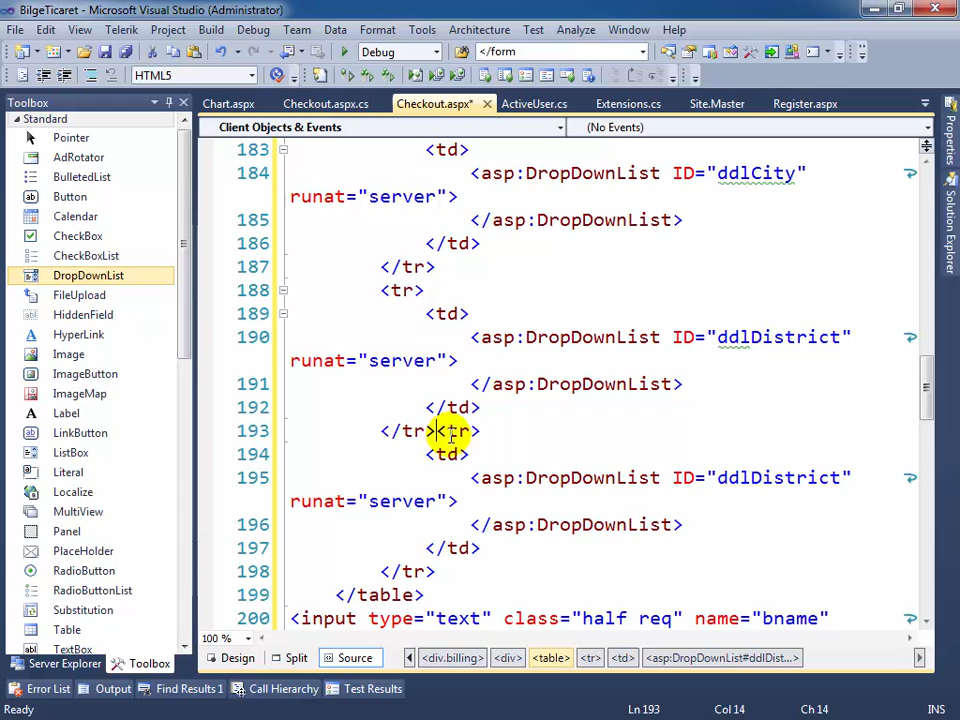 BilgeTicaret - Microsoft Visual Studio (Administrator)
File Edit View Telerik Project Build Debug Team Data Format Tools Architecture Test Analyze Window Help
Debug </form
HTML5
Toolbox
Chart.aspx Checkout.aspx.cs Checkout.aspx* ActiveUser.cs Extensions.cs Site.Master Register.aspx
Standard
Client Objects & Events (No Events)
Pointer
AdRotator
BulletedList
Button
Calendar
CheckBox
CheckBoxList
DropDownList
FileUpload
HiddenField
HyperLink
Image
ImageButton
ImageMap
Label
LinkButton
ListBox
Literal
Localize
MultiView
Panel
PlaceHolder
RadioButton
RadioButtonList
Substitution
Table
TextBox
Server Explorer Toolbox
183 <td>
184 <asp:DropDownList ID="ddlCity"
runat="server">
185 </asp:DropDownList>
186 </td>
187 </tr>
188 <tr>
189 <td>
190 <asp:DropDownList ID="ddlDistrict"
runat="server">
191 </asp:DropDownList>
192 </td>
193 </tr><tr>
194 <td>
195 <asp:DropDownList ID="ddlDistrict"
runat="server">
196 </asp:DropDownList>
197 </td>
198 </tr>
199 </table>
200 <input type="text" class="half req" name="bname"
100 %
Design Split Source <div.billing> <div> <table> <tr> <td> <asp:DropDownList#ddlDist...>
Properties
Solution Explorer
Error List Output Find Results 1 Call Hierarchy Test Results
Ready Ln 193 Col 14 Ch 14 INS